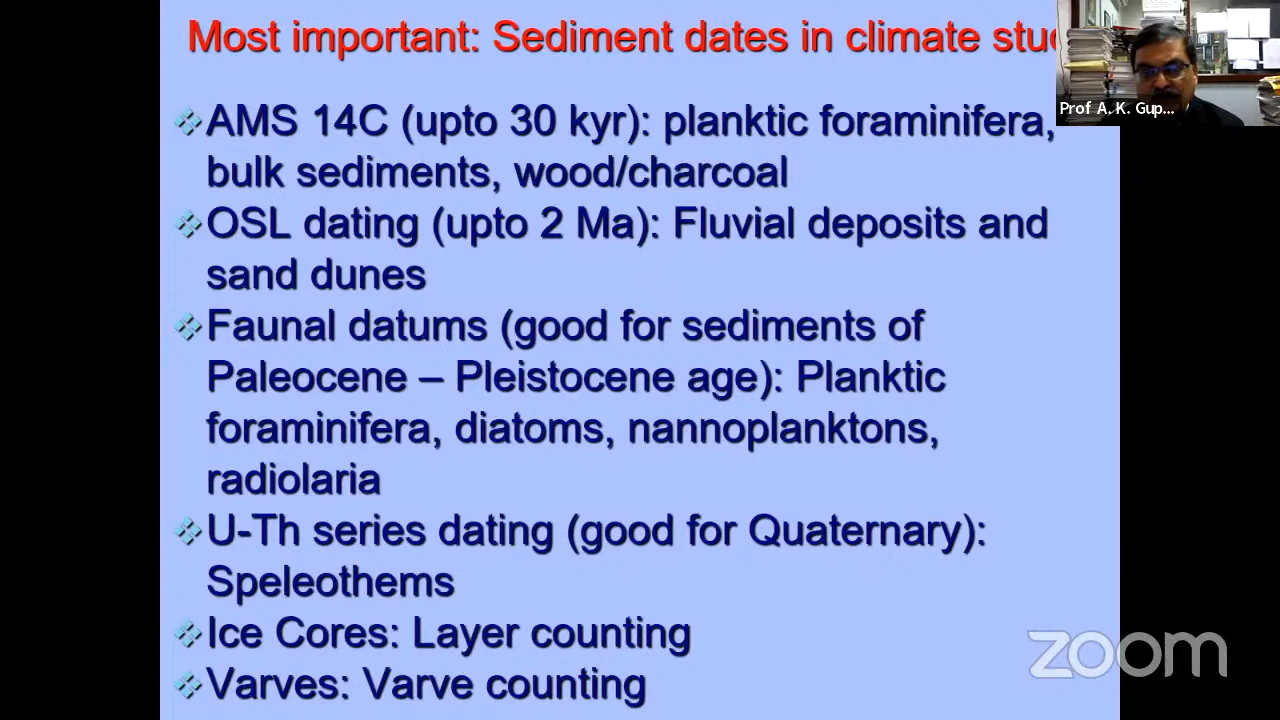 Most important: Sediment dates in climate
AMS 14C (upto 30 kyr): planktic foraminifera,
bulk sediments, wood/charcoal
OSL dating (upto 2 Ma): Fluvial deposits and
sand dunes
Faunal datums (good for sediments of
Paleocene – Pleistocene age): Planktic
foraminifera, diatoms, nannoplanktons,
radiolaria
U-Th series dating (good for Quaternary):
Speleothems
Ice Cores: Layer counting
Varves: Varve counting
Prof A. K. Gup...
zoom